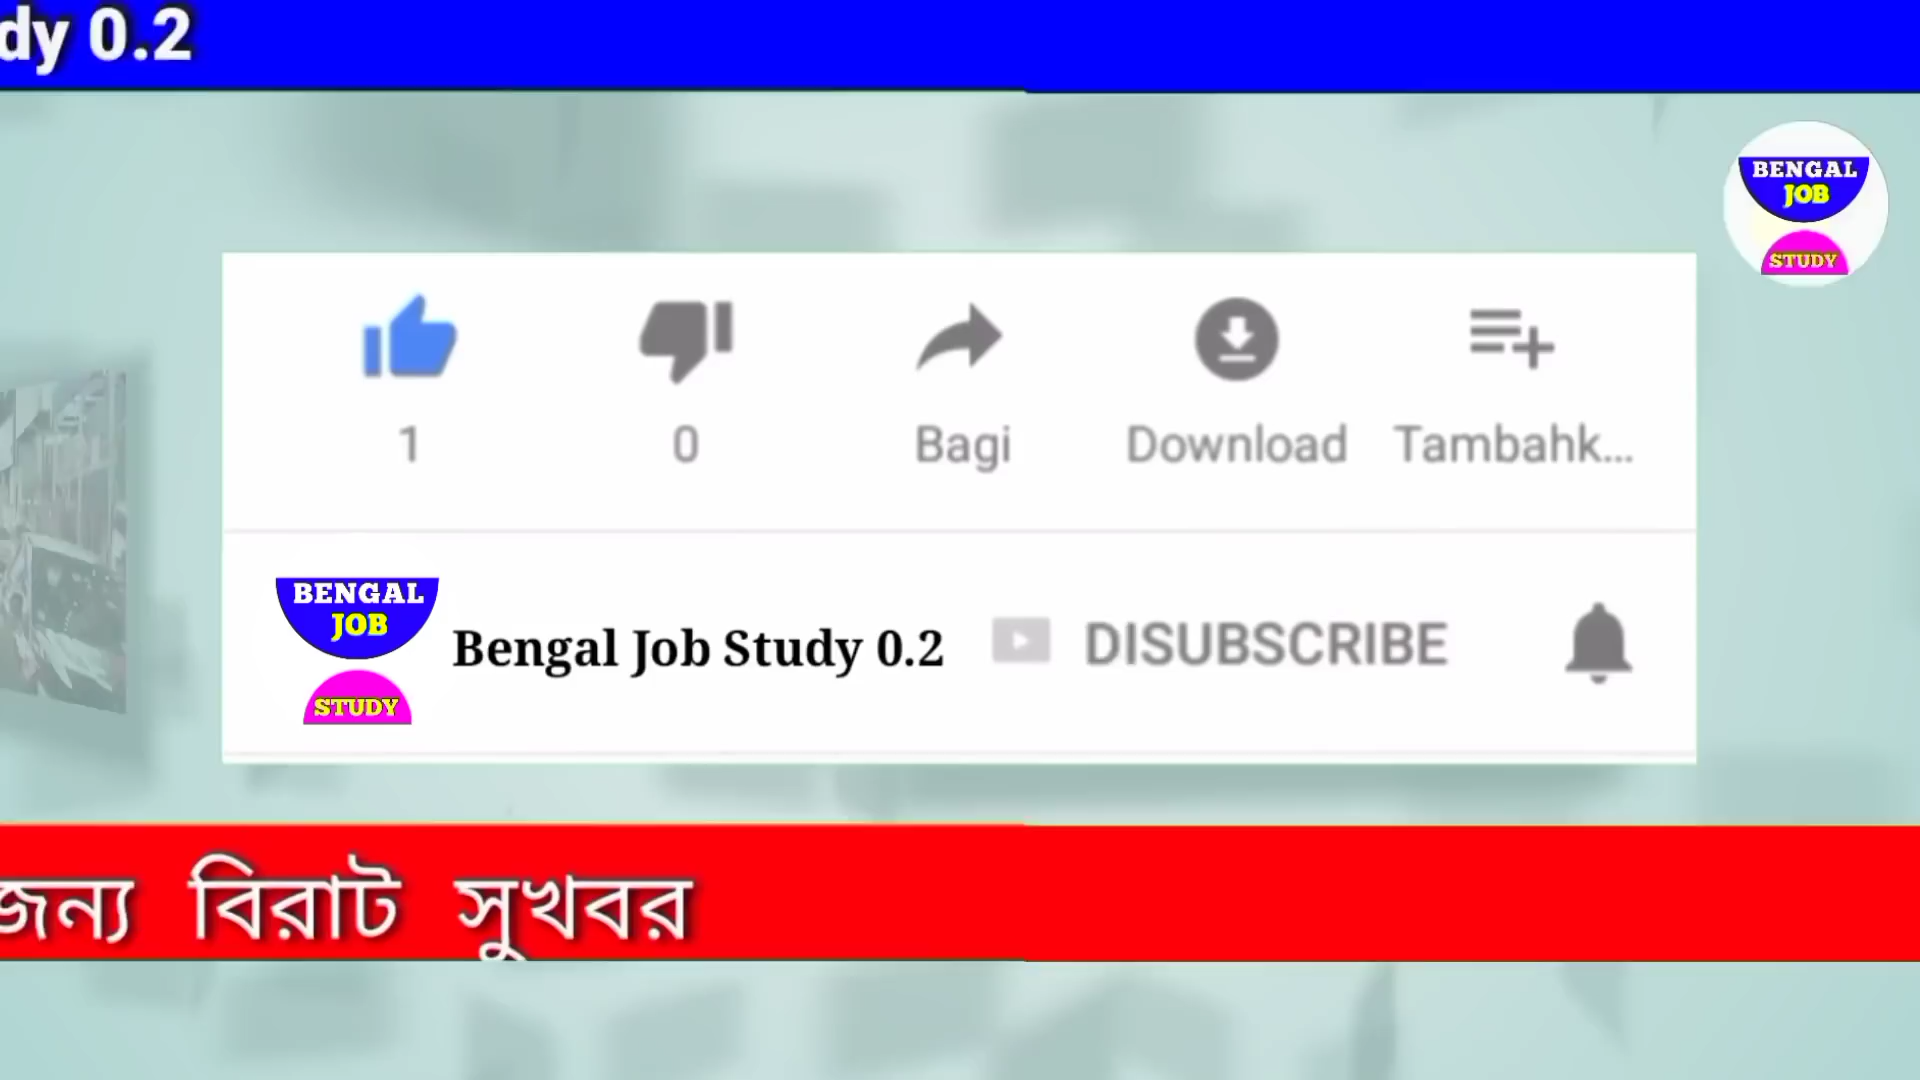 dy 0.2
BENGAL
JOB
STUDY
1
0
Bagi
Download
Tambahk...
BENGAL
JOB
STUDY
Bengal Job Study 0.2
DISUBSCRIBE
জন্য বিরাট সুখবর